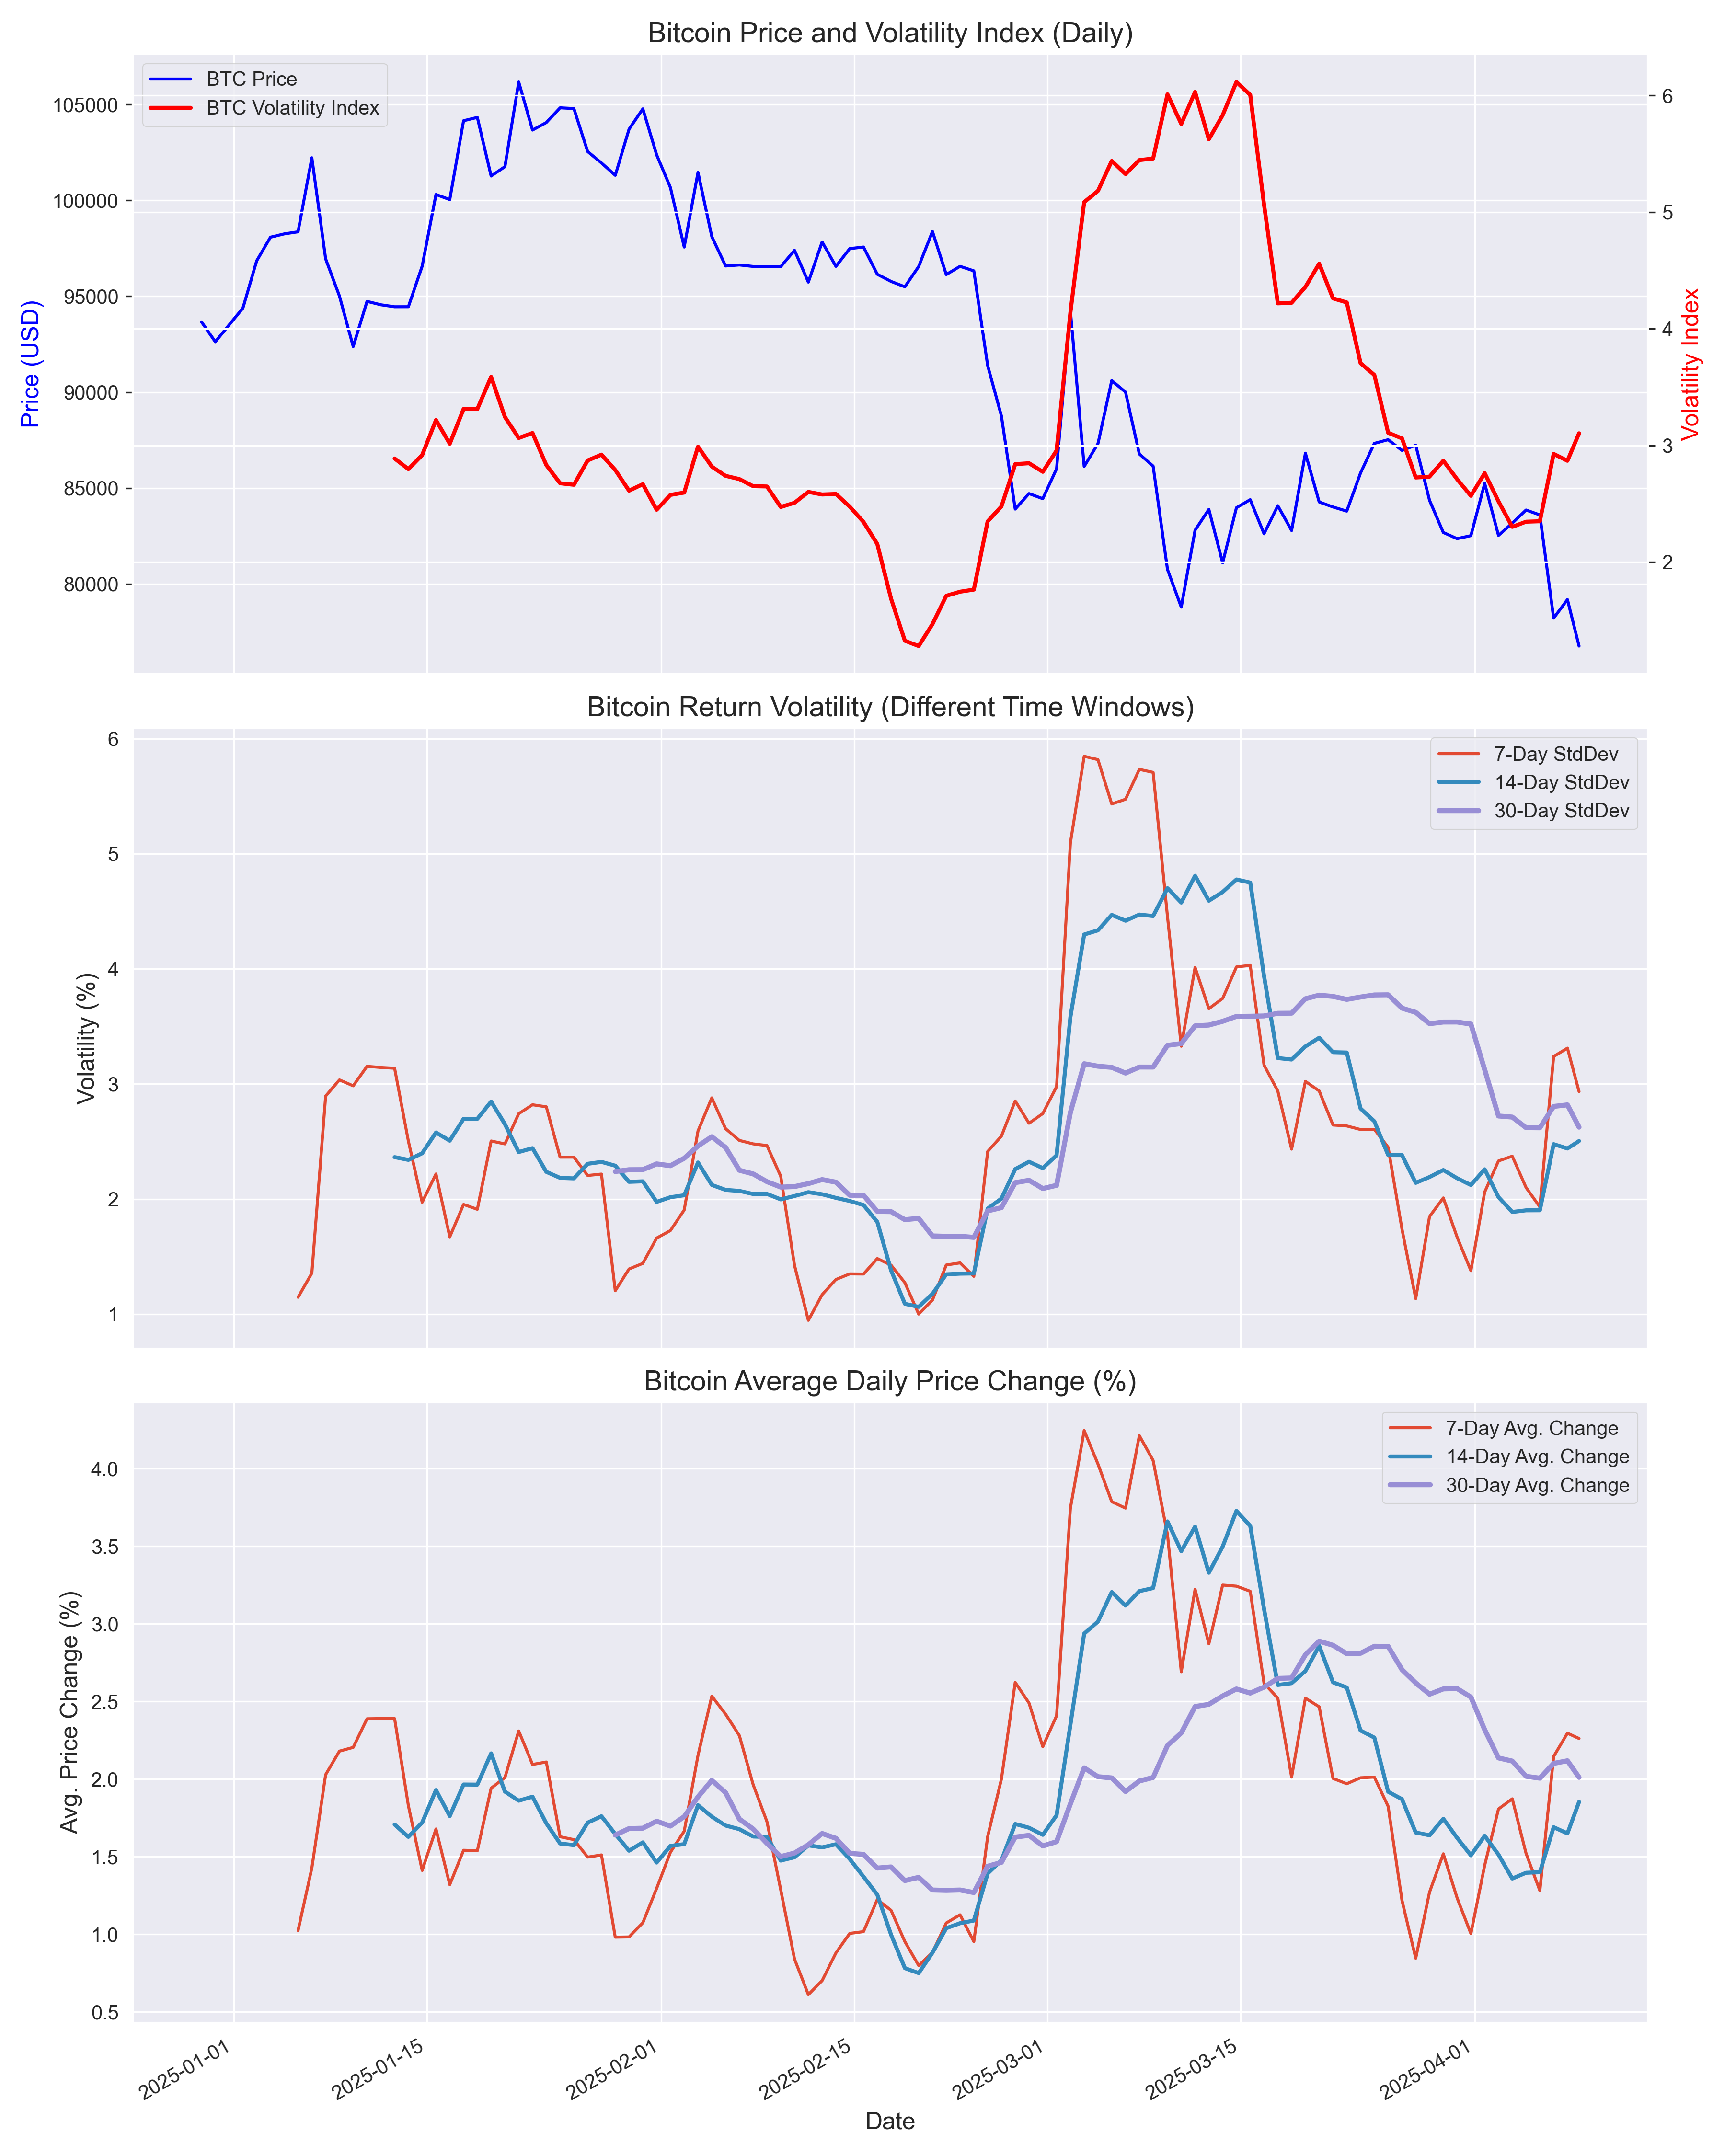 Bitcoin Price and Volatility Index (Daily)
BTC Price
BTC Volatility Index
105000
100000
95000
90000
85000
80000
Price (USD)
6
5
4
3
2
Volatility Index
Bitcoin Return Volatility (Different Time Windows)
7-Day StdDev
14-Day StdDev
30-Day StdDev
6
5
4
3
2
1
Volatility (%)
Bitcoin Average Daily Price Change (%)
7-Day Avg. Change
14-Day Avg. Change
30-Day Avg. Change
4.0
3.5
3.0
2.5
2.0
1.5
1.0
0.5
Avg. Price Change (%)
2025-01-01
2025-01-15
2025-02-01
2025-02-15
2025-03-01
2025-03-15
2025-04-01
Date